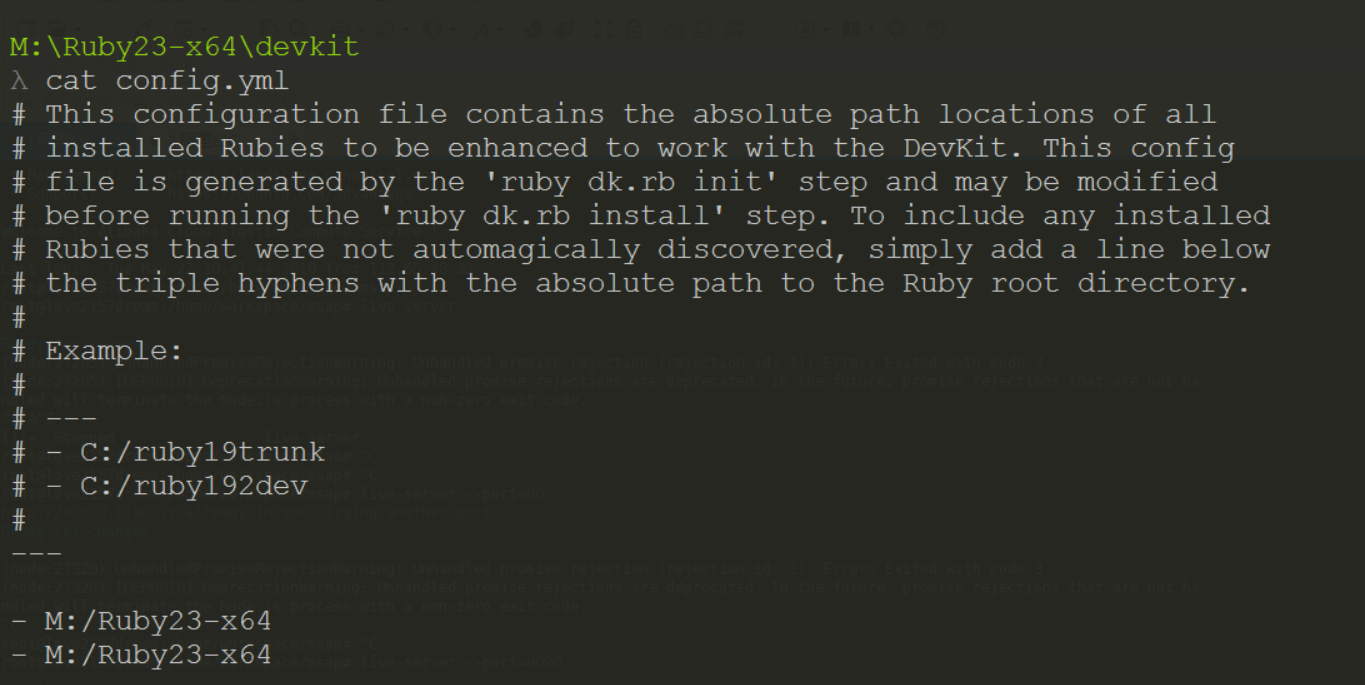 M:\Ruby23-x64\devkit
λ cat config.yml
# This configuration file contains the absolute path locations of all
# installed Rubies to be enhanced to work with the DevKit. This config
# file is generated by the 'ruby dk.rb init' step and may be modified
# before running the 'ruby dk.rb install' step. To include any installed
# Rubies that were not automagically discovered, simply add a line below
# the triple hyphens with the absolute path to the Ruby root directory.
#
# Example:
#
# ---
# - C:/ruby19trunk
# - C:/ruby192dev
#
---
- M:/Ruby23-x64
- M:/Ruby23-x64